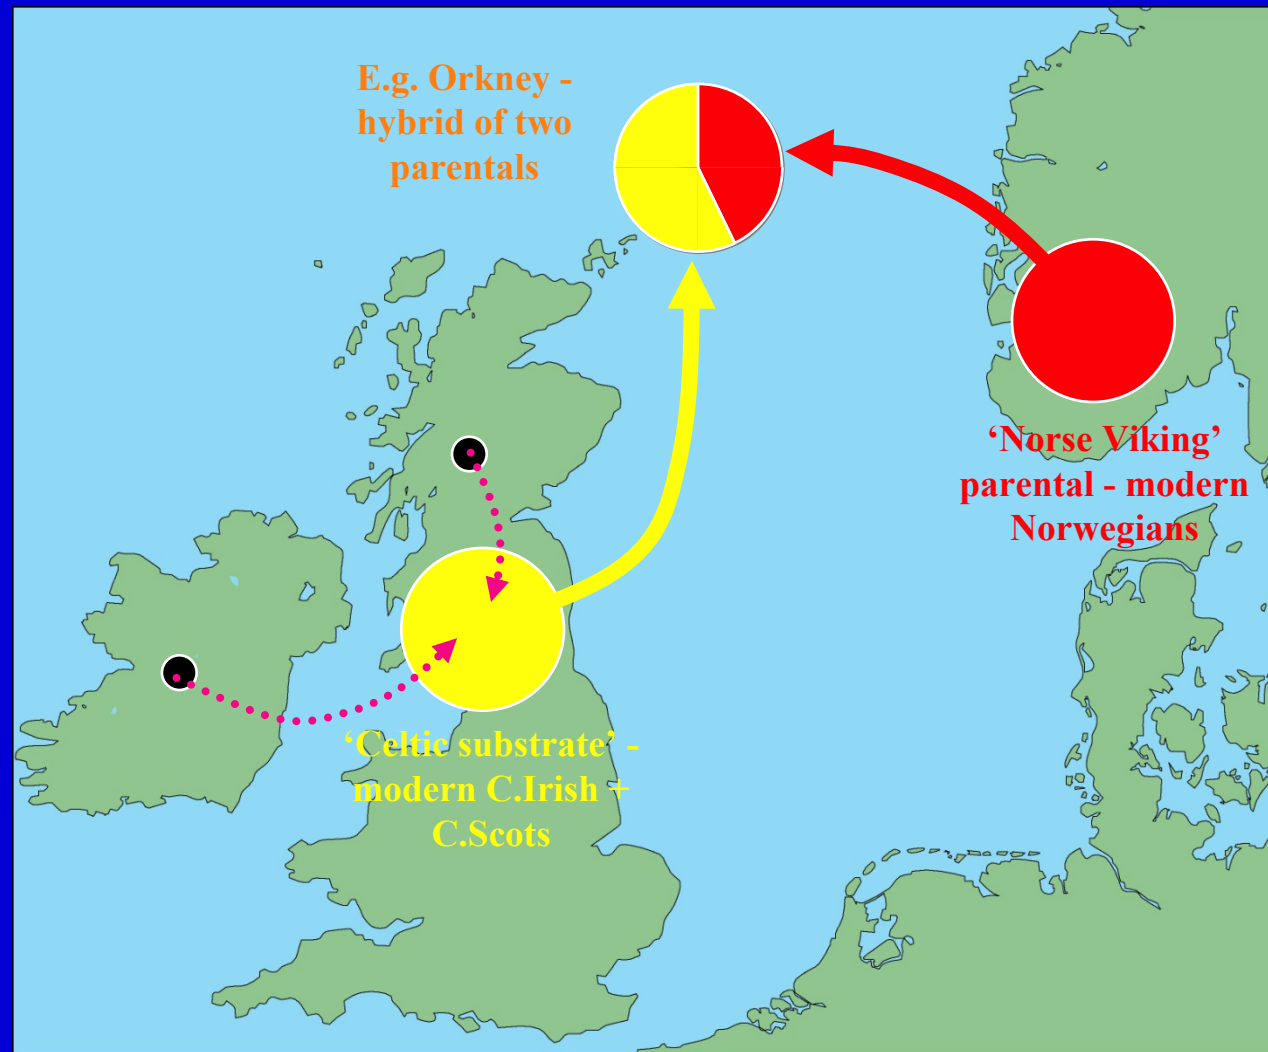 E.g. Orkney -
hybrid of two
parentals
‘Norse Viking’
parental - modern
Norwegians
‘Celtic substrate’ -
modern C.Irish +
C.Scots